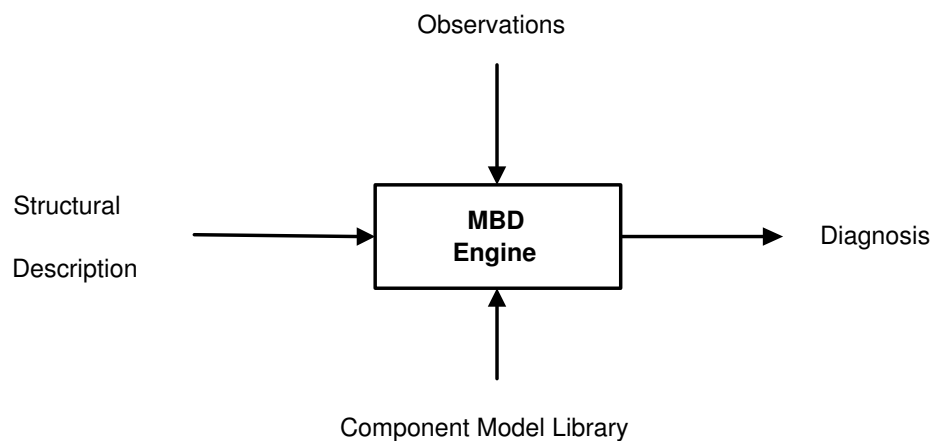 Observations
Structural
Description
MBD
Engine
Diagnosis
Component Model Library